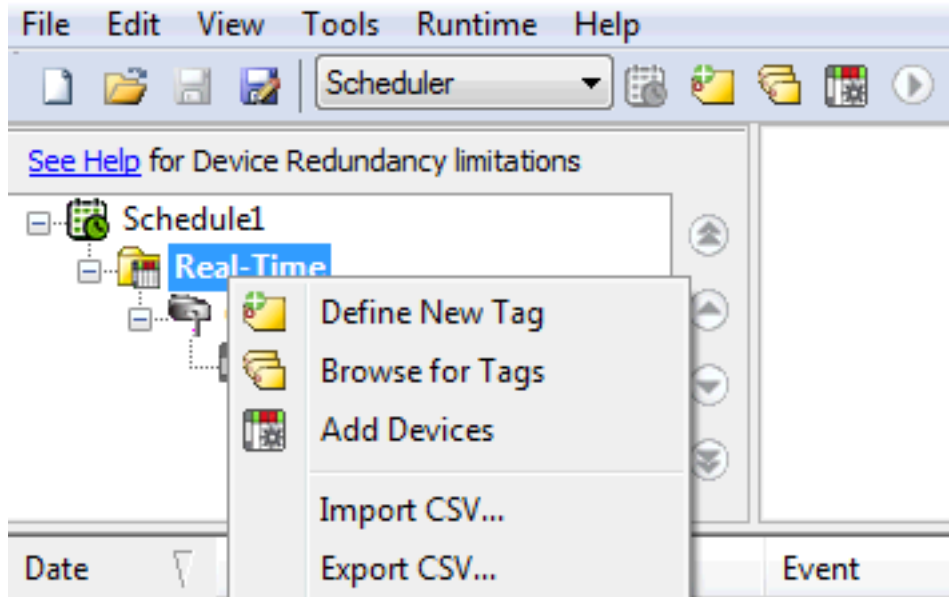 File Edit View Tools Runtime Help
Scheduler
See Help for Device Redundancy limitations
Schedule1
Real-Time
Define New Tag
Browse for Tags
Add Devices
Import CSV...
Export CSV...
Date Event